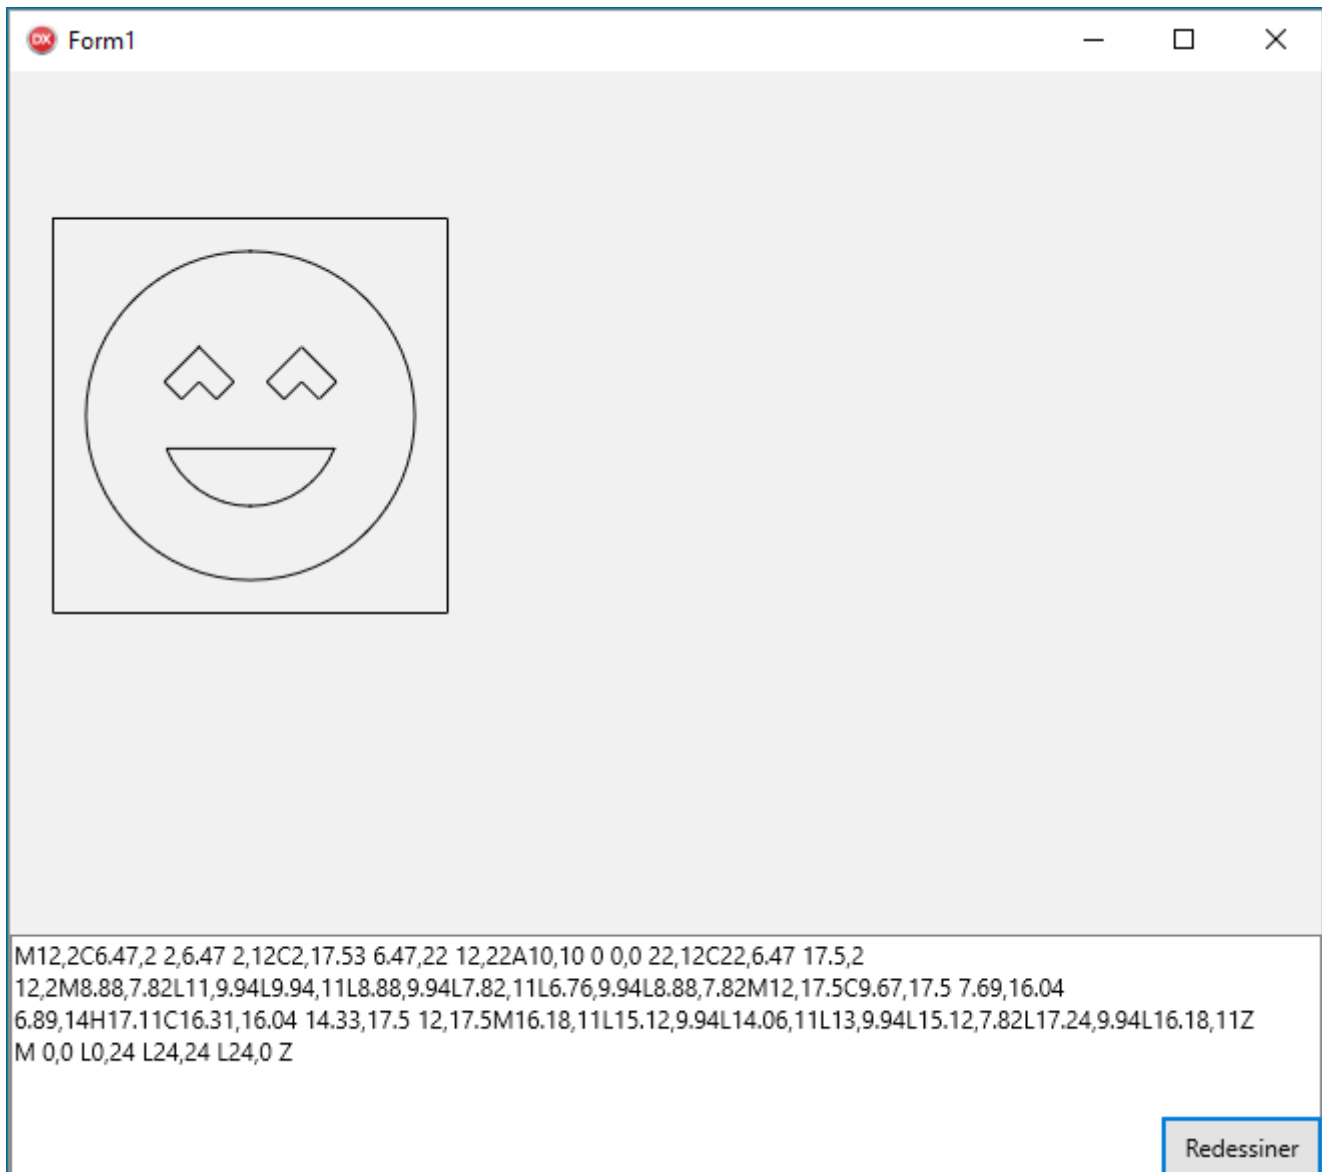 DX Form1
M12,2C6.47,2 2,6.47 2,12C2,17.53 6.47,22 12,22A10,10 0 0,0 22,12C22,6.47 17.5,2
12,2M8.88,7.82L11,9.94L9.94,11L8.88,9.94L7.82,11L6.76,9.94L8.88,7.82M12,17.5C9.67,17.5 7.69,16.04
6.89,14H17.11C16.31,16.04 14.33,17.5 12,17.5M16.18,11L15.12,9.94L14.06,11L13,9.94L15.12,7.82L17.24,9.94L16.18,11Z
M 0,0 L0,24 L24,24 L24,0 Z
Redessiner